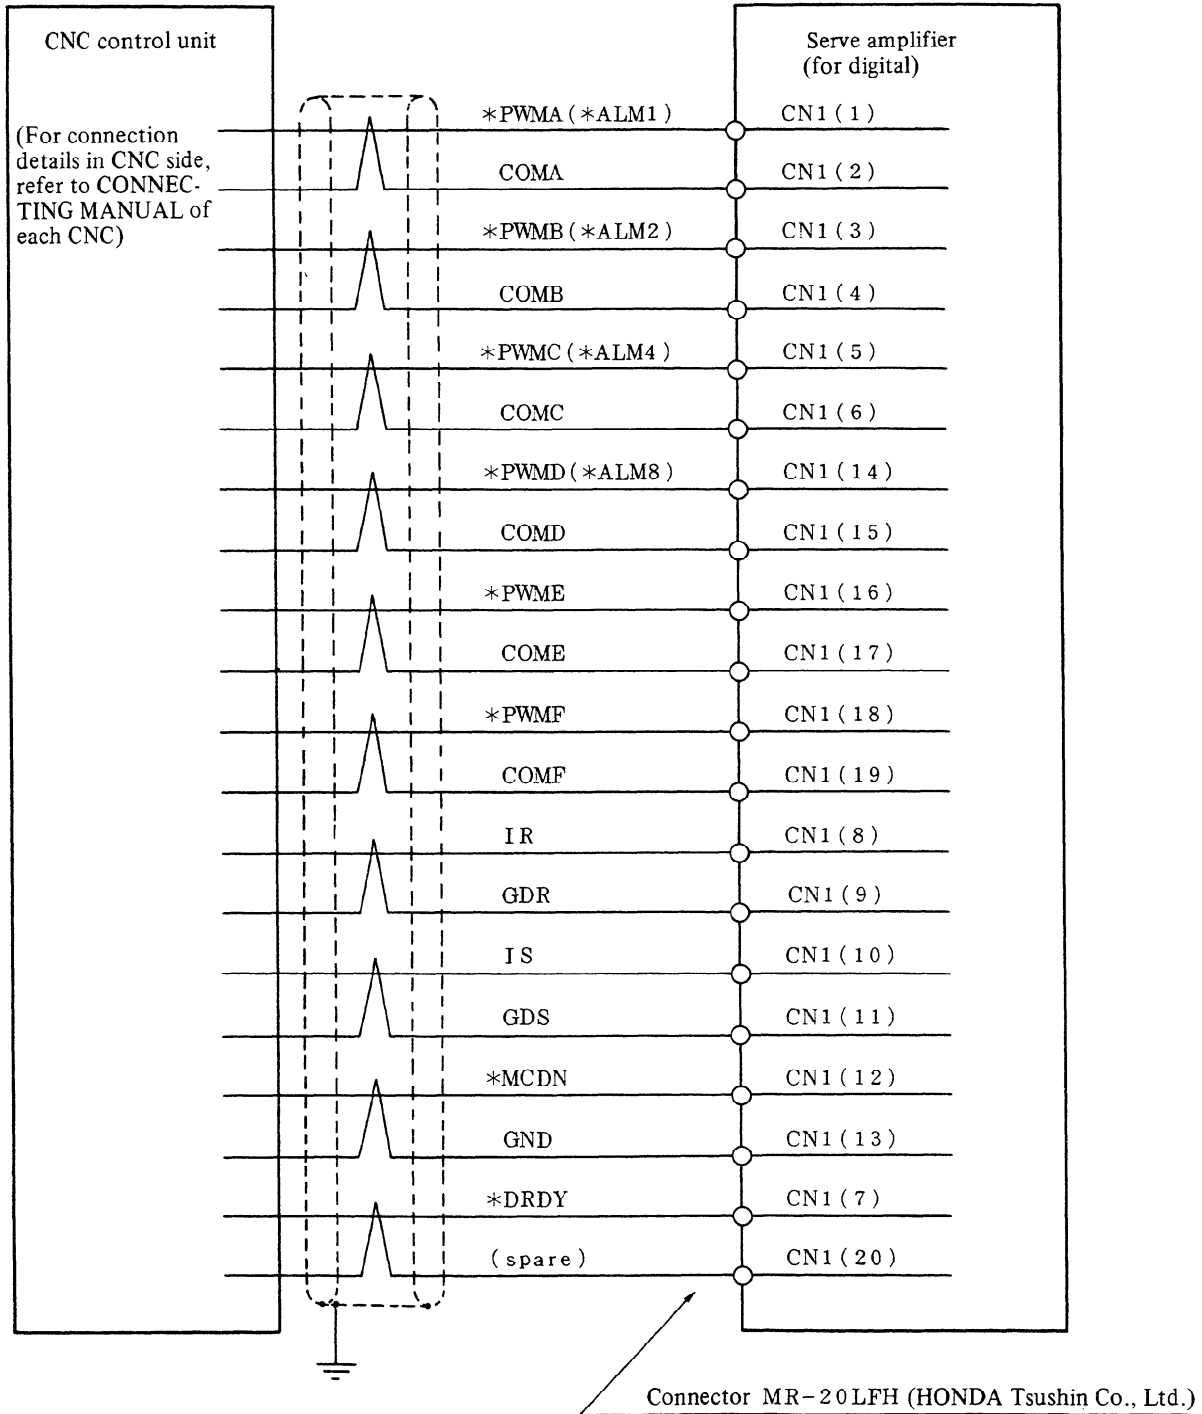 CNC control unit
(For connection
details in CNC side,
refer to CONNEC-
TING MANUAL of
each CNC)
Serve amplifier
(for digital)
*PWMA (*ALM1) CN1 (1)
COMA CN1 (2)
*PWMB (*ALM2) CN1 (3)
COMB CN1 (4)
*PWMC (*ALM4) CN1 (5)
COMC CN1 (6)
*PWMD (*ALM8) CN1 (14)
COMD CN1 (15)
*PWME CN1 (16)
COME CN1 (17)
*PWMF CN1 (18)
COMF CN1 (19)
IR CN1 (8)
GDR CN1 (9)
IS CN1 (10)
GDS CN1 (11)
*MCDN CN1 (12)
GND CN1 (13)
*DRDY CN1 (7)
(spare) CN1 (20)
Connector MR-20LFH (HONDA Tsushin Co., Ltd.)